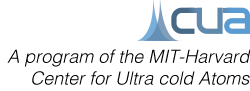 cua
A program of the MIT-Harvard
Center for Ultra cold Atoms